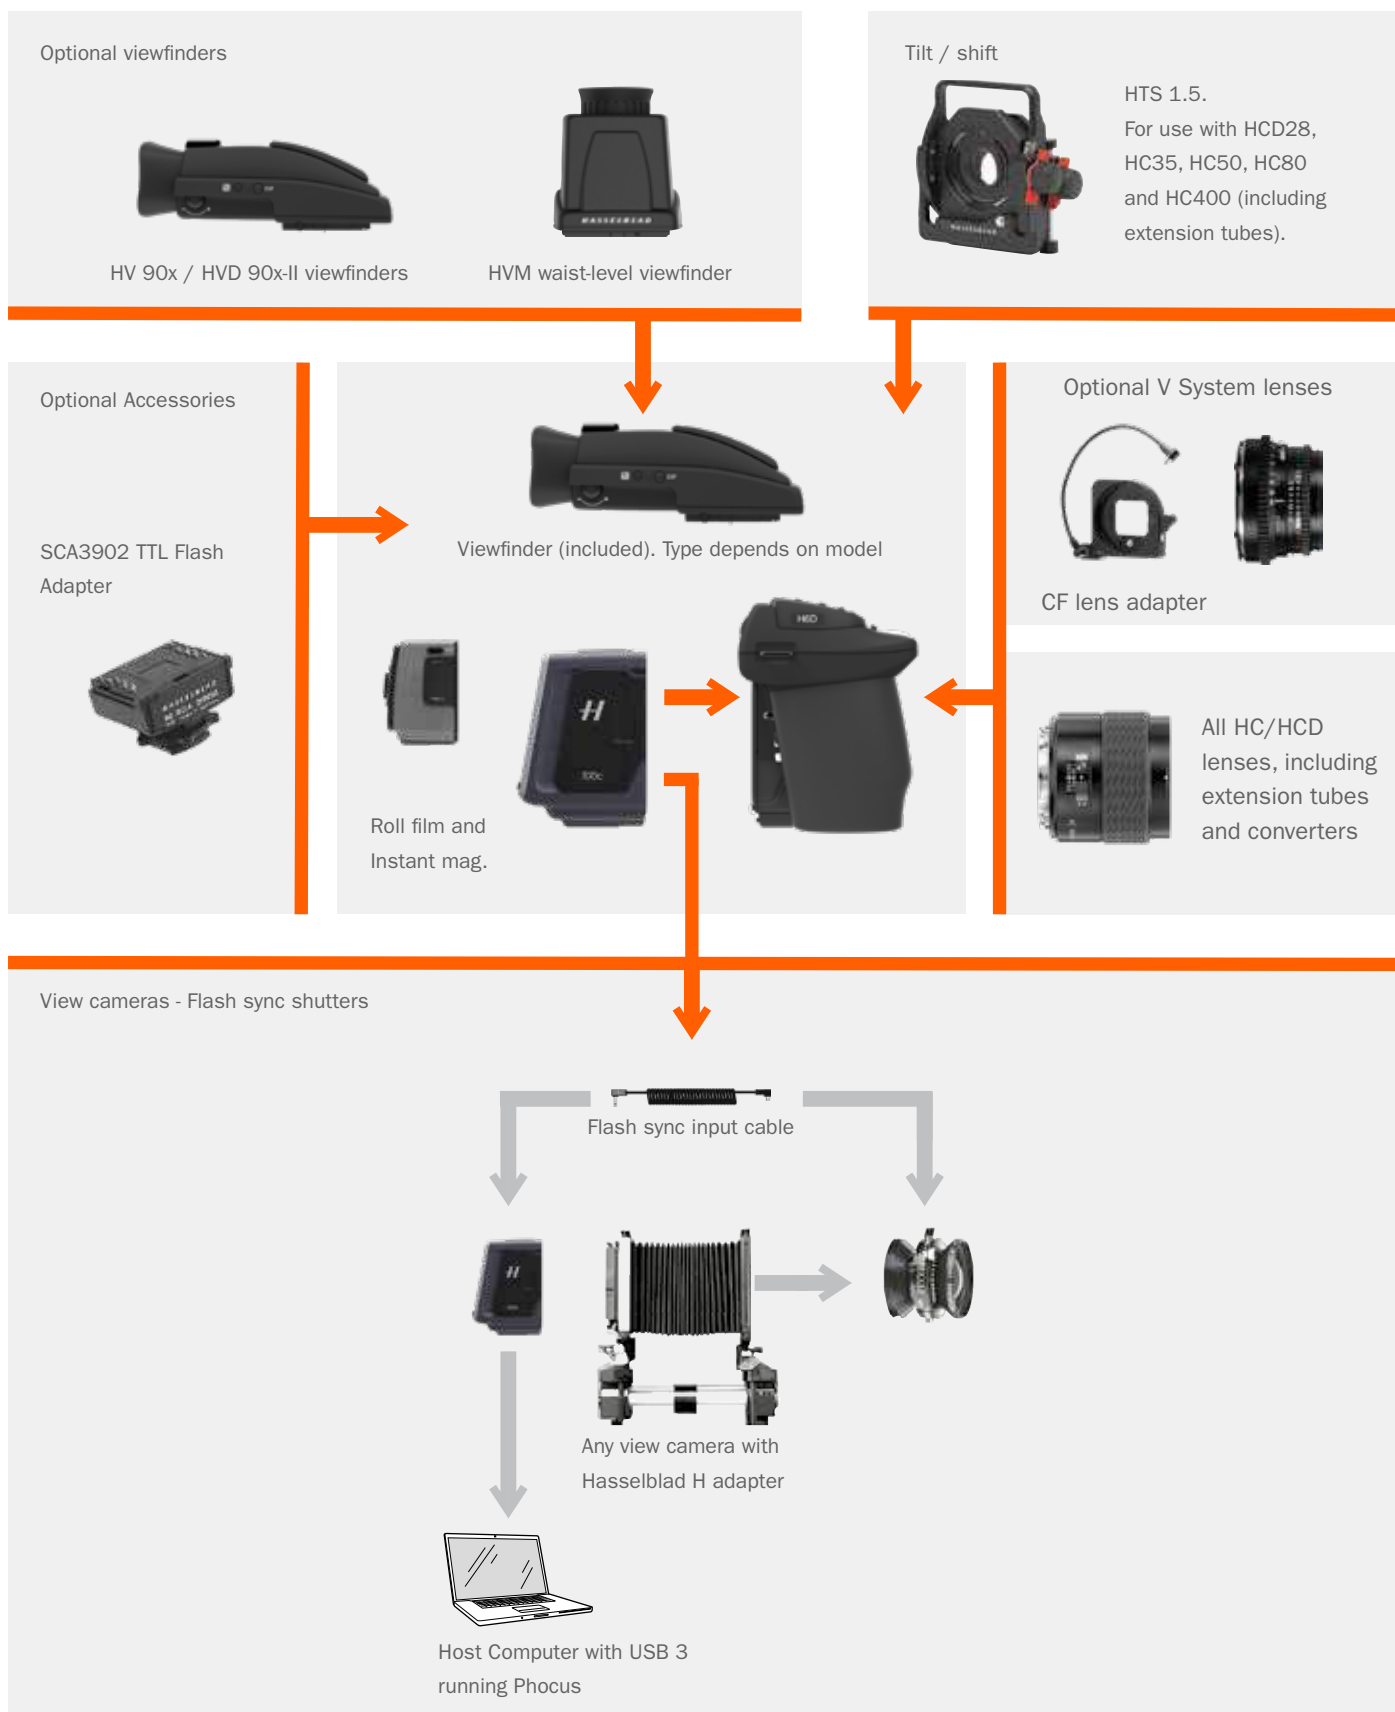 Optional viewfinders
HV 90x / HVD 90x-II viewfinders
HASSELBLAD
HVM waist-level viewfinder
Tilt / shift
HTS 1.5.
For use with HCD28,
HC35, HC50, HC80
and HC400 (including
extension tubes).
Optional Accessories
SCA3902 TTL Flash
Adapter
HASSELBLAD
Viewfinder (included). Type depends on model
H6D
H
100c
Roll film and
Instant mag.
Optional V System lenses
CF lens adapter
All HC/HCD
lenses, including
extension tubes
and converters
View cameras - Flash sync shutters
Flash sync input cable
H
Any view camera with
Hasselblad H adapter
Host Computer with USB 3
running Phocus